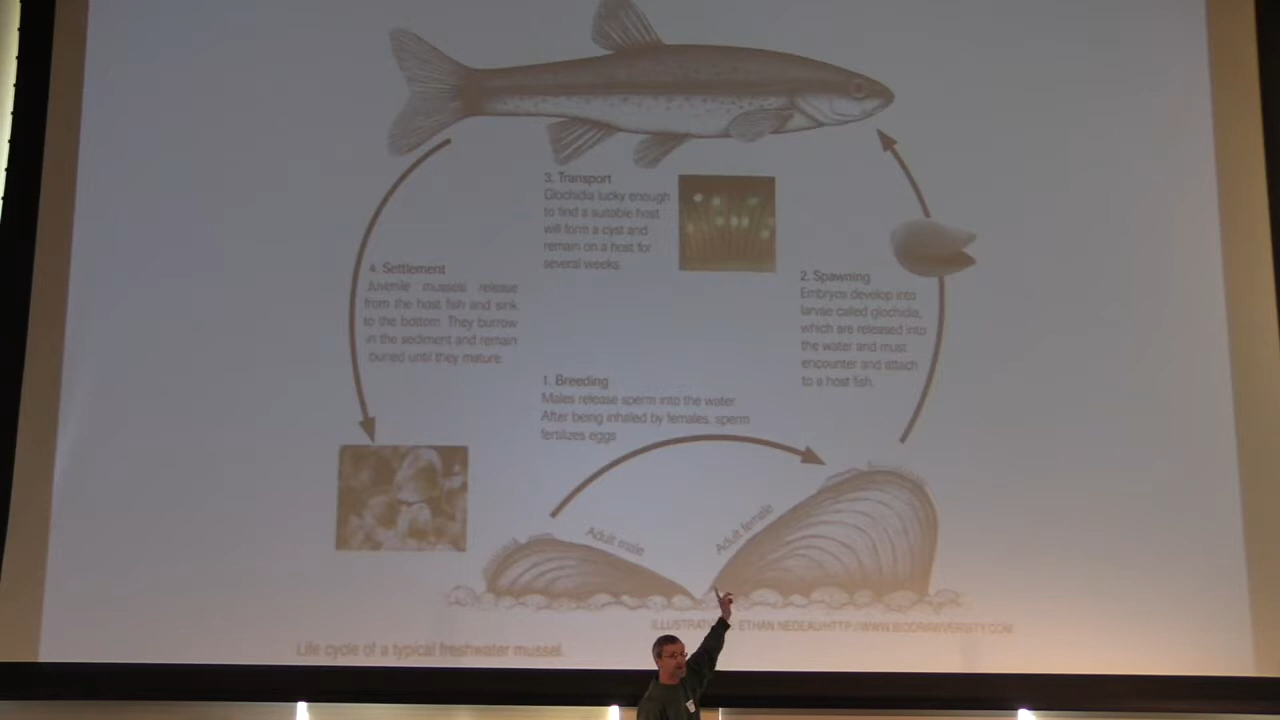 3. Transport
Glochidia lucky enough
to find a suitable host
will form a cyst and
remain on a host for
several weeks.
4. Settlement
Juvenile mussels release
from the host fish and sink
to the bottom. They burrow
in the sediment and remain
buried until they mature.
2. Spawning
Embryos develop into
larvae called glochidia,
which are released into
the water and must
encounter and attach
to a host fish.
1. Breeding
Males release sperm into the water.
After being inhaled by females, sperm
fertilizes eggs
Adult male
Adult female
ETHAN NEDEAU/HTTP://WWW.BIODRAWVERSITY.COM
Life cycle of a typical freshwater mussel.